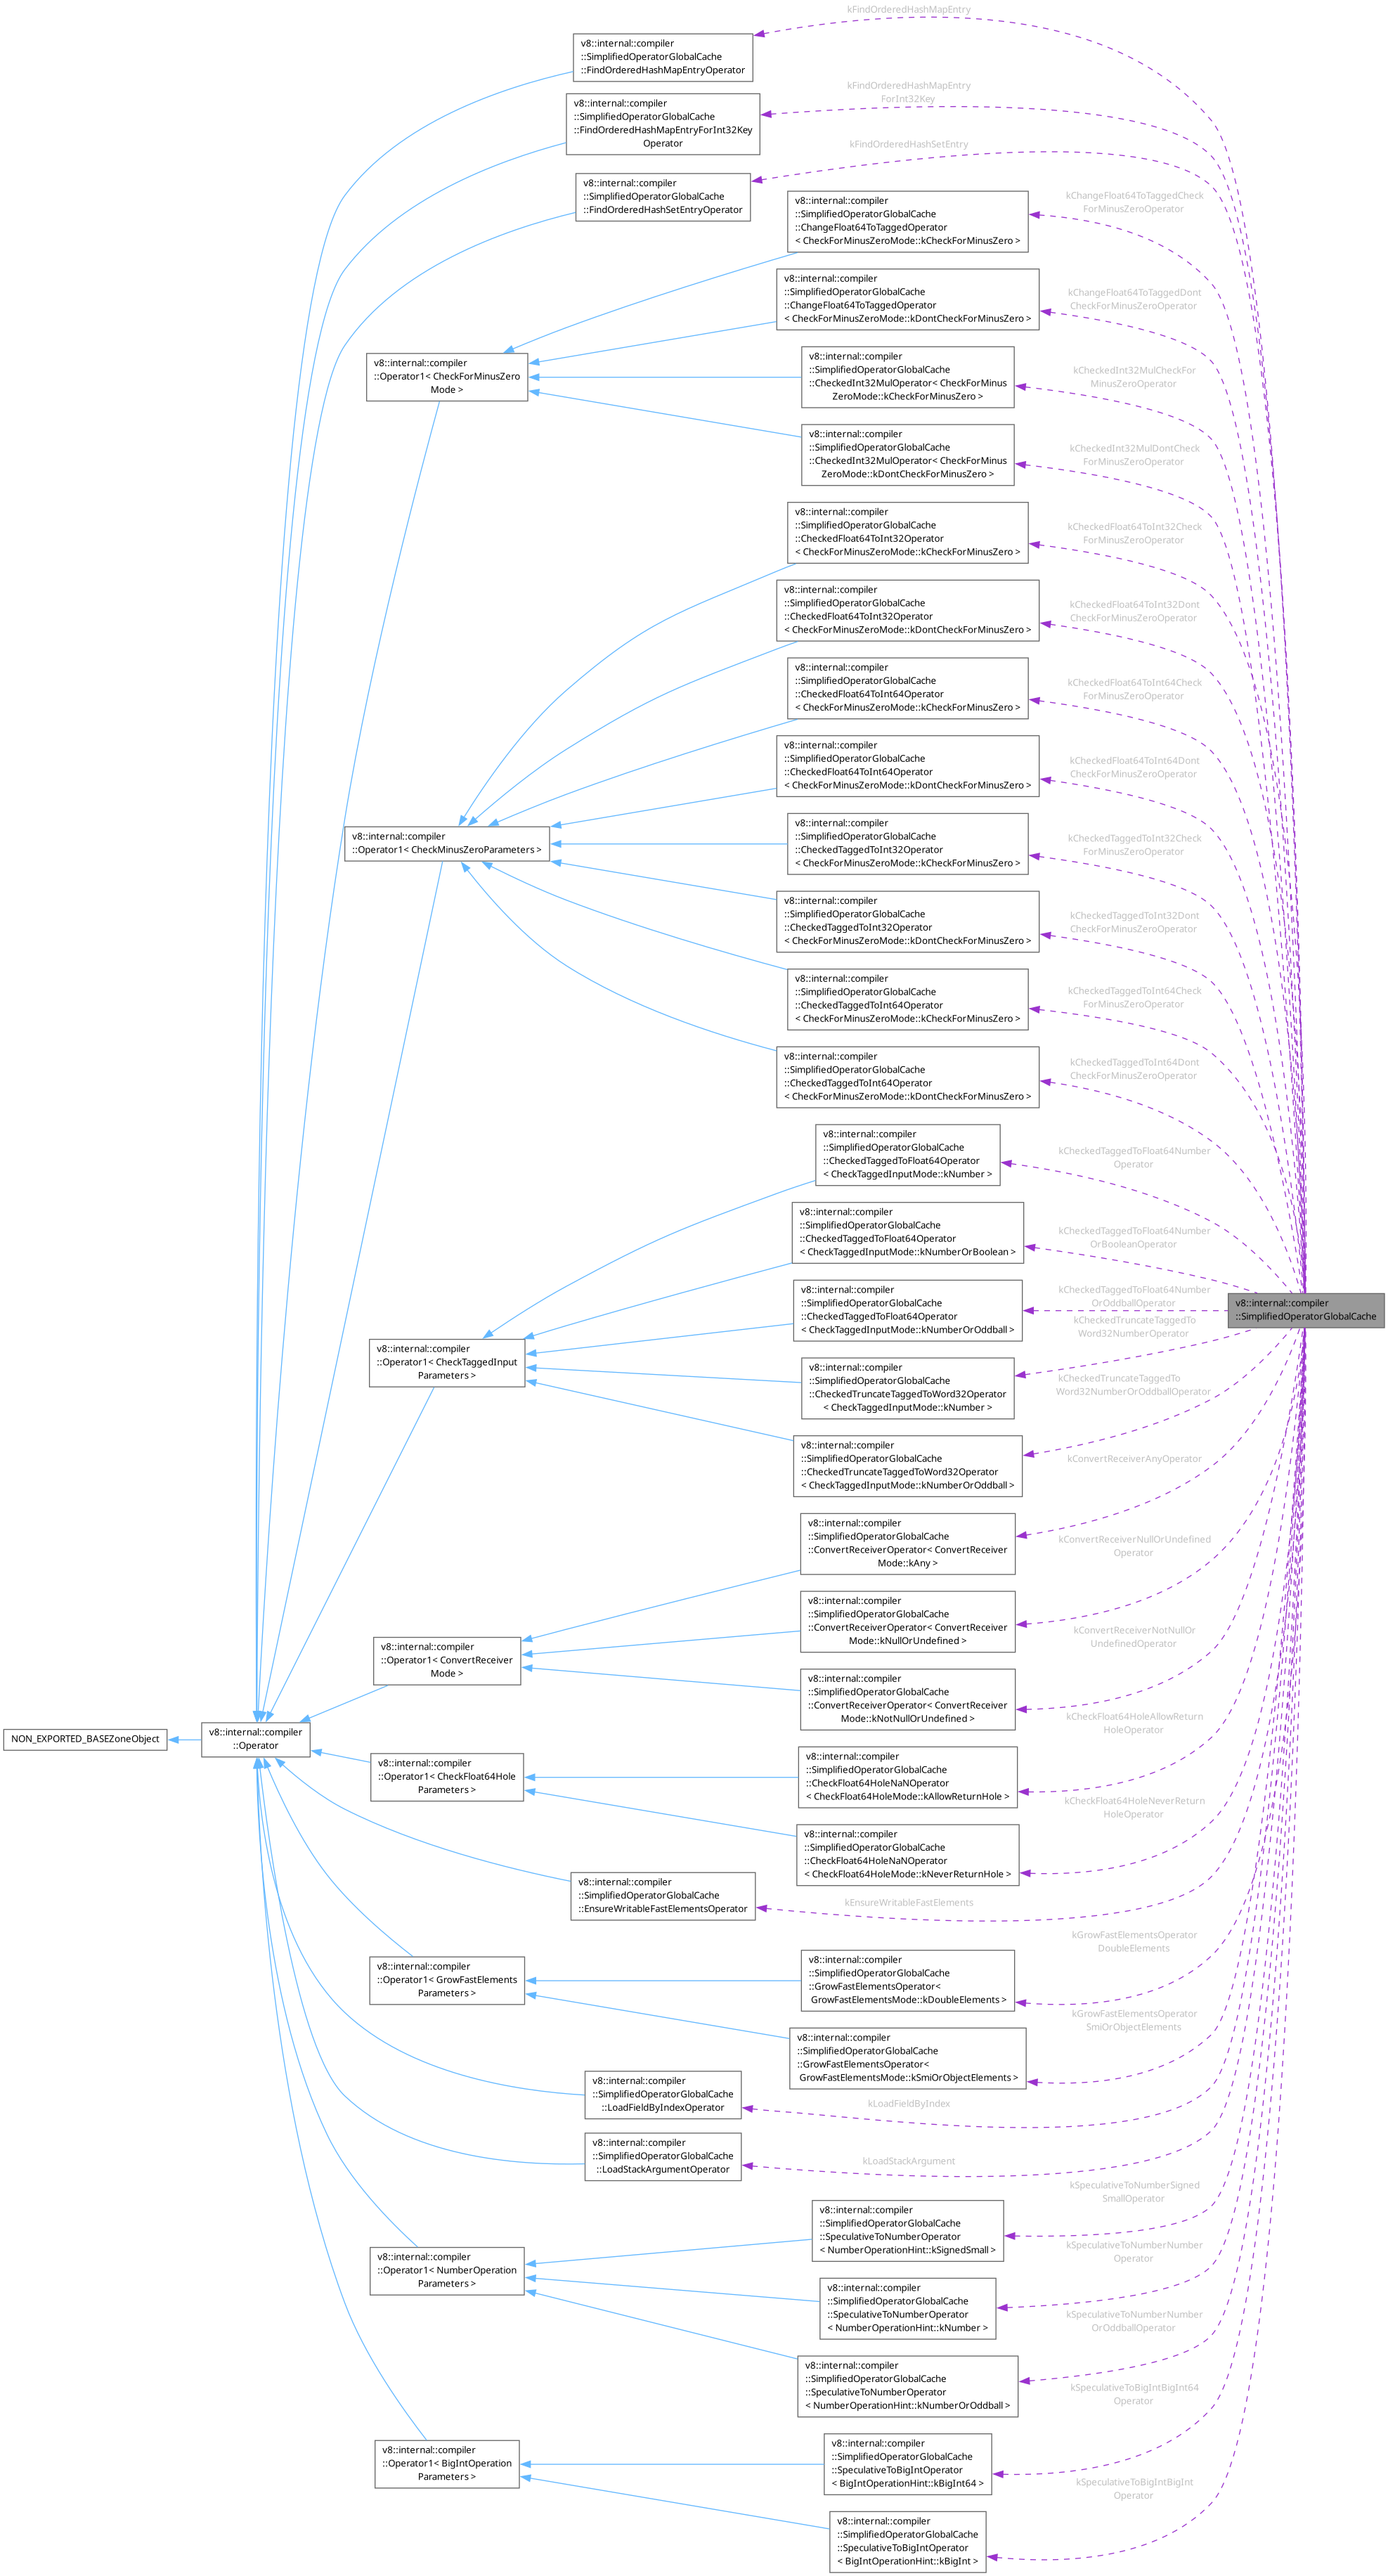 kFindOrderedHashMapEntry
v8::internal::compiler
::SimplifiedOperatorGlobalCache
::FindOrderedHashMapEntryOperator
kFindOrderedHashMapEntry
ForInt32Key
v8::internal::compiler
::SimplifiedOperatorGlobalCache
::FindOrderedHashMapEntryForInt32Key
Operator
kFindOrderedHashSetEntry
v8::internal::compiler
::SimplifiedOperatorGlobalCache
::FindOrderedHashSetEntryOperator
kChangeFloat64ToTaggedCheck
ForMinusZeroOperator
v8::internal::compiler
::SimplifiedOperatorGlobalCache
::ChangeFloat64ToTaggedOperator
< CheckForMinusZeroMode::kCheckForMinusZero >
kChangeFloat64ToTaggedDont
CheckForMinusZeroOperator
v8::internal::compiler
::SimplifiedOperatorGlobalCache
::ChangeFloat64ToTaggedOperator
< CheckForMinusZeroMode::kDontCheckForMinusZero >
v8::internal::compiler
::Operator1< CheckForMinusZero
Mode >
v8::internal::compiler
::SimplifiedOperatorGlobalCache
::CheckedInt32MulOperator< CheckForMinus
ZeroMode::kCheckForMinusZero >
kCheckedInt32MulCheckFor
MinusZeroOperator
v8::internal::compiler
::SimplifiedOperatorGlobalCache
::CheckedInt32MulOperator< CheckForMinus
ZeroMode::kDontCheckForMinusZero >
kCheckedInt32MulDontCheck
ForMinusZeroOperator
v8::internal::compiler
::SimplifiedOperatorGlobalCache
::CheckedFloat64ToInt32Operator
< CheckForMinusZeroMode::kCheckForMinusZero >
kCheckedFloat64ToInt32Check
ForMinusZeroOperator
v8::internal::compiler
::SimplifiedOperatorGlobalCache
::CheckedFloat64ToInt32Operator
< CheckForMinusZeroMode::kDontCheckForMinusZero >
kCheckedFloat64ToInt32Dont
CheckForMinusZeroOperator
v8::internal::compiler
::SimplifiedOperatorGlobalCache
::CheckedFloat64ToInt64Operator
< CheckForMinusZeroMode::kCheckForMinusZero >
kCheckedFloat64ToInt64Check
ForMinusZeroOperator
v8::internal::compiler
::SimplifiedOperatorGlobalCache
::CheckedFloat64ToInt64Operator
< CheckForMinusZeroMode::kDontCheckForMinusZero >
kCheckedFloat64ToInt64Dont
CheckForMinusZeroOperator
v8::internal::compiler
::Operator1< CheckMinusZeroParameters >
v8::internal::compiler
::SimplifiedOperatorGlobalCache
::CheckedTaggedToInt32Operator
< CheckForMinusZeroMode::kCheckForMinusZero >
kCheckedTaggedToInt32Check
ForMinusZeroOperator
v8::internal::compiler
::SimplifiedOperatorGlobalCache
::CheckedTaggedToInt32Operator
< CheckForMinusZeroMode::kDontCheckForMinusZero >
kCheckedTaggedToInt32Dont
CheckForMinusZeroOperator
v8::internal::compiler
::SimplifiedOperatorGlobalCache
::CheckedTaggedToInt64Operator
< CheckForMinusZeroMode::kCheckForMinusZero >
kCheckedTaggedToInt64Check
ForMinusZeroOperator
v8::internal::compiler
::SimplifiedOperatorGlobalCache
::CheckedTaggedToInt64Operator
< CheckForMinusZeroMode::kDontCheckForMinusZero >
kCheckedTaggedToInt64Dont
CheckForMinusZeroOperator
v8::internal::compiler
::SimplifiedOperatorGlobalCache
::CheckedTaggedToFloat64Operator
< CheckTaggedInputMode::kNumber >
kCheckedTaggedToFloat64Number
Operator
v8::internal::compiler
::SimplifiedOperatorGlobalCache
::CheckedTaggedToFloat64Operator
< CheckTaggedInputMode::kNumberOrBoolean >
kCheckedTaggedToFloat64Number
OrBooleanOperator
v8::internal::compiler
::SimplifiedOperatorGlobalCache
::CheckedTaggedToFloat64Operator
< CheckTaggedInputMode::kNumberOrOddball >
kCheckedTaggedToFloat64Number
OrOddballOperator
v8::internal::compiler
::SimplifiedOperatorGlobalCache
kCheckedTruncateTaggedTo
Word32NumberOperator
v8::internal::compiler
::Operator1< CheckTaggedInput
Parameters >
v8::internal::compiler
::SimplifiedOperatorGlobalCache
::CheckedTruncateTaggedToWord32Operator
< CheckTaggedInputMode::kNumber >
kCheckedTruncateTaggedTo
Word32NumberOrOddballOperator
v8::internal::compiler
::SimplifiedOperatorGlobalCache
::CheckedTruncateTaggedToWord32Operator
< CheckTaggedInputMode::kNumberOrOddball >
kConvertReceiverAnyOperator
v8::internal::compiler
::SimplifiedOperatorGlobalCache
::ConvertReceiverOperator< ConvertReceiver
Mode::kAny >
kConvertReceiverNullOrUndefined
Operator
v8::internal::compiler
::SimplifiedOperatorGlobalCache
::ConvertReceiverOperator< ConvertReceiver
Mode::kNullOrUndefined >
kConvertReceiverNotNullOr
UndefinedOperator
v8::internal::compiler
::Operator1< ConvertReceiver
Mode >
v8::internal::compiler
::SimplifiedOperatorGlobalCache
::ConvertReceiverOperator< ConvertReceiver
Mode::kNotNullOrUndefined >
kCheckFloat64HoleAllowReturn
HoleOperator
NON_EXPORTED_BASEZoneObject
v8::internal::compiler
::Operator
v8::internal::compiler
::Operator1< CheckFloat64Hole
Parameters >
v8::internal::compiler
::SimplifiedOperatorGlobalCache
::CheckFloat64HoleNaNOperator
< CheckFloat64HoleMode::kAllowReturnHole >
kCheckFloat64HoleNeverReturn
HoleOperator
v8::internal::compiler
::SimplifiedOperatorGlobalCache
::CheckFloat64HoleNaNOperator
< CheckFloat64HoleMode::kNeverReturnHole >
v8::internal::compiler
::SimplifiedOperatorGlobalCache
::EnsureWritableFastElementsOperator
kEnsureWritableFastElements
kGrowFastElementsOperator
DoubleElements
v8::internal::compiler
::Operator1< GrowFastElements
Parameters >
v8::internal::compiler
::SimplifiedOperatorGlobalCache
::GrowFastElementsOperator<
GrowFastElementsMode::kDoubleElements >
kGrowFastElementsOperator
SmiOrObjectElements
v8::internal::compiler
::SimplifiedOperatorGlobalCache
::GrowFastElementsOperator<
GrowFastElementsMode::kSmiOrObjectElements >
v8::internal::compiler
::SimplifiedOperatorGlobalCache
::LoadFieldByIndexOperator
kLoadFieldByIndex
v8::internal::compiler
::SimplifiedOperatorGlobalCache
::LoadStackArgumentOperator
kLoadStackArgument
kSpeculativeToNumberSigned
SmallOperator
v8::internal::compiler
::SimplifiedOperatorGlobalCache
::SpeculativeToNumberOperator
< NumberOperationHint::kSignedSmall >
kSpeculativeToNumberNumber
Operator
v8::internal::compiler
::Operator1< NumberOperation
Parameters >
v8::internal::compiler
::SimplifiedOperatorGlobalCache
::SpeculativeToNumberOperator
< NumberOperationHint::kNumber >
kSpeculativeToNumberNumber
OrOddballOperator
v8::internal::compiler
::SimplifiedOperatorGlobalCache
::SpeculativeToNumberOperator
< NumberOperationHint::kNumberOrOddball >
kSpeculativeToBigIntBigInt64
Operator
v8::internal::compiler
::Operator1< BigIntOperation
Parameters >
v8::internal::compiler
::SimplifiedOperatorGlobalCache
::SpeculativeToBigIntOperator
< BigIntOperationHint::kBigInt64 >
kSpeculativeToBigIntBigInt
Operator
v8::internal::compiler
::SimplifiedOperatorGlobalCache
::SpeculativeToBigIntOperator
< BigIntOperationHint::kBigInt >